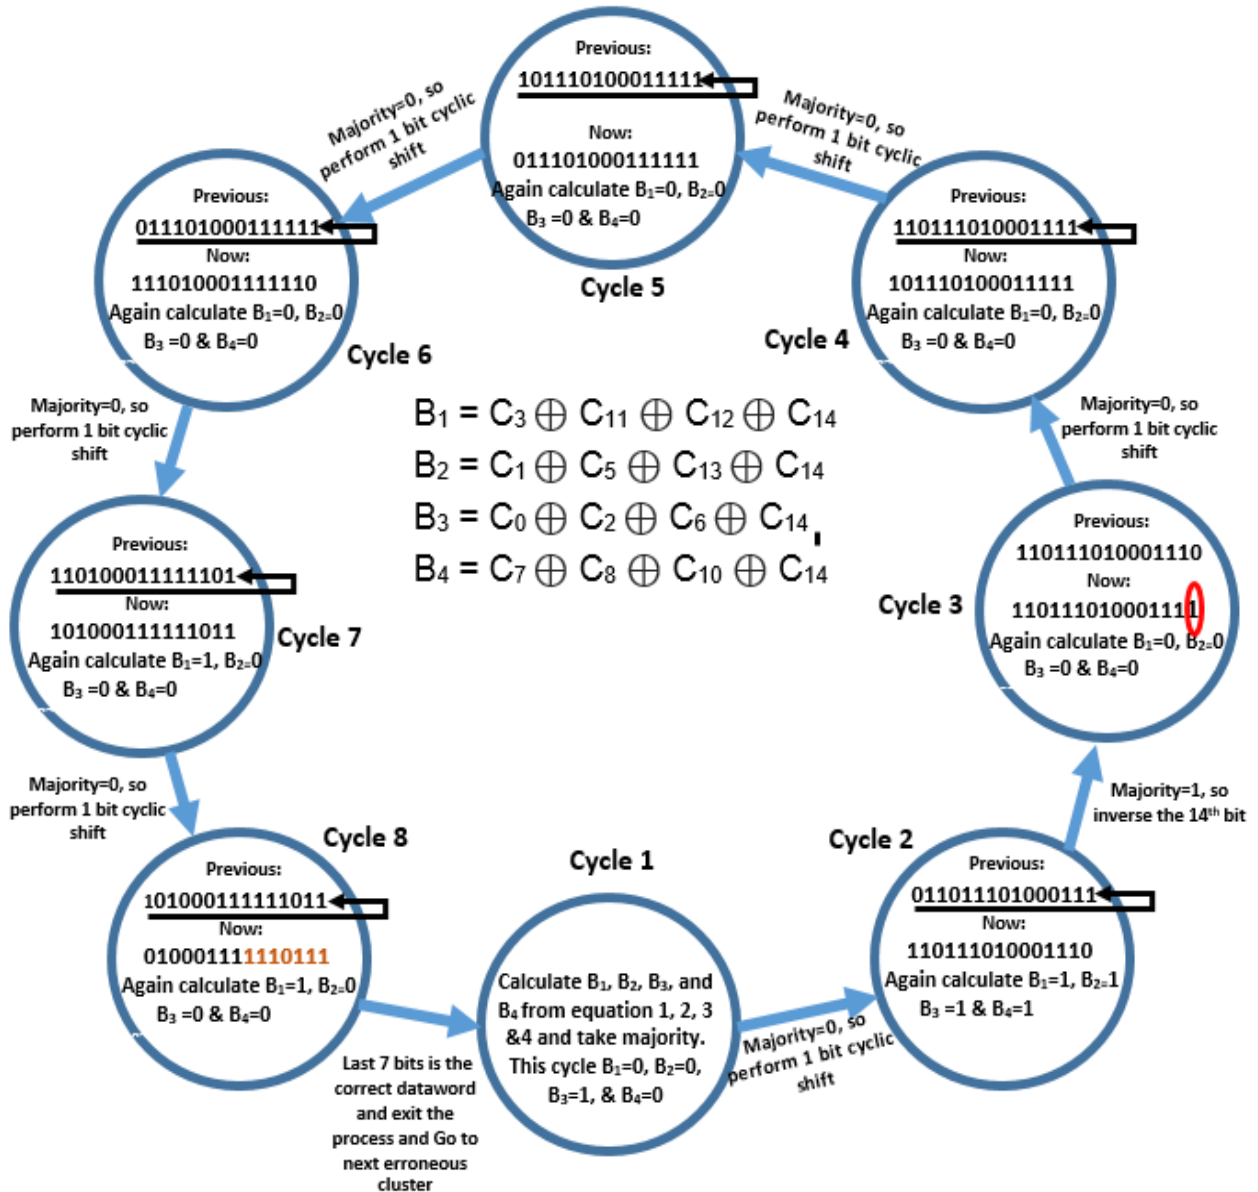 Previous:
101110100011111
Now:
011101000111111
Again calculate B₁=0, B₂₌0
B₃ =0 & B₄=0
Cycle 5
Majority=0, so
perform 1 bit cyclic
shift
Majority=0, so
perform 1 bit cyclic
shift
Previous:
011101000111111
Now:
111010001111110
Again calculate B₁=0, B₂₌0
B₃ =0 & B₄=0
Cycle 6
Previous:
110111010001111
Now:
101110100011111
Again calculate B₁=0, B₂₌0
B₃ =0 & B₄=0
Cycle 4
Majority=0, so
perform 1 bit cyclic
shift
B₁ = C₃ ⊕ C₁₁ ⊕ C₁₂ ⊕ C₁₄
B₂ = C₁ ⊕ C₅ ⊕ C₁₃ ⊕ C₁₄
B₃ = C₀ ⊕ C₂ ⊕ C₆ ⊕ C₁₄
B₄ = C₇ ⊕ C₈ ⊕ C₁₀ ⊕ C₁₄
Majority=0, so
perform 1 bit cyclic
shift
Previous:
110100011111101
Now:
101000111111011
Again calculate B₁=1, B₂₌0
B₃ =0 & B₄=0
Cycle 7
Cycle 3
Previous:
110111010001110
Now:
110111010001111
Again calculate B₁=0, B₂₌0
B₃ =0 & B₄=0
Majority=0, so
perform 1 bit cyclic
shift
Majority=1, so
inverse the 14ᵗʰ bit
Cycle 8
Previous:
101000111111011
Now:
010001111110111
Again calculate B₁=1, B₂₌0
B₃ =0 & B₄=0
Cycle 1
Calculate B₁, B₂, B₃, and
B₄ from equation 1, 2, 3
&4 and take majority.
This cycle B₁=0, B₂=0,
B₃=1, & B₄=0
Cycle 2
Previous:
011011101000111
Now:
110111010001110
Again calculate B₁=1, B₂₌1
B₃ =1 & B₄=1
Majority=0, so
perform 1 bit cyclic
shift
Last 7 bits is the
correct dataword
and exit the
process and Go to
next erroneous
cluster